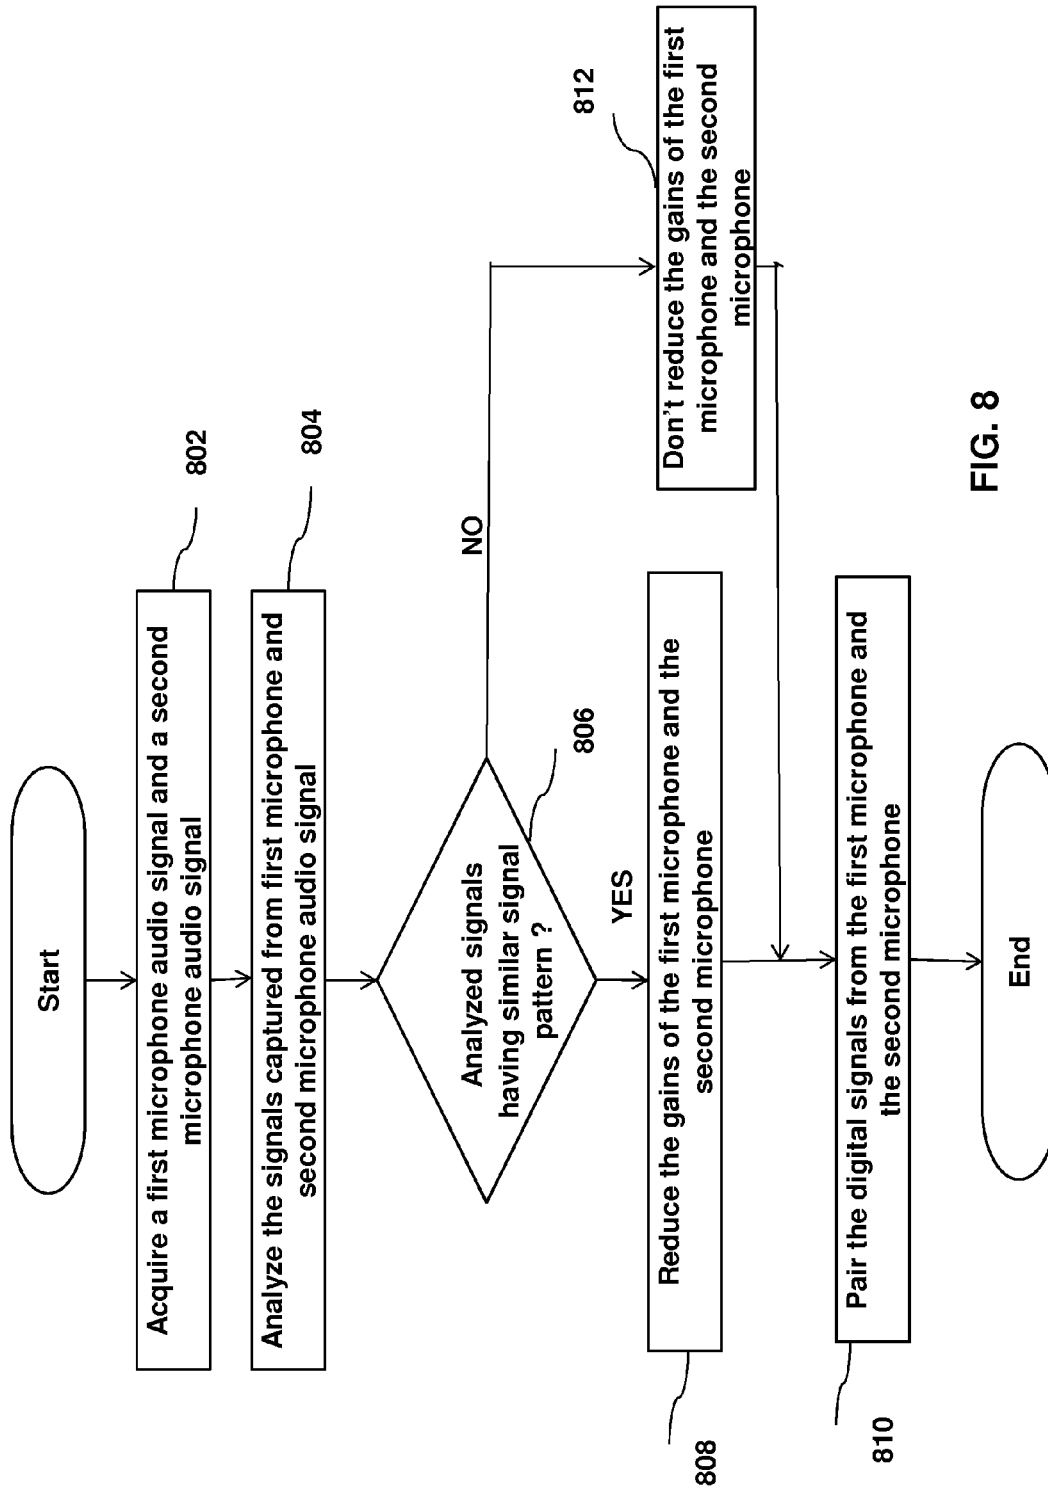 Start
Acquire a first microphone audio signal and a second
microphone audio signal
802
Analyze the signals captured from first microphone and
second microphone audio signal
804
Analyzed signals
having similar signal
pattern ?
806
NO
YES
Reduce the gains of the first microphone and the
second microphone
808
Don't reduce the gains of the first
microphone and the second
microphone
812
Pair the digital signals from the first microphone and
the second microphone
810
End
FIG. 8